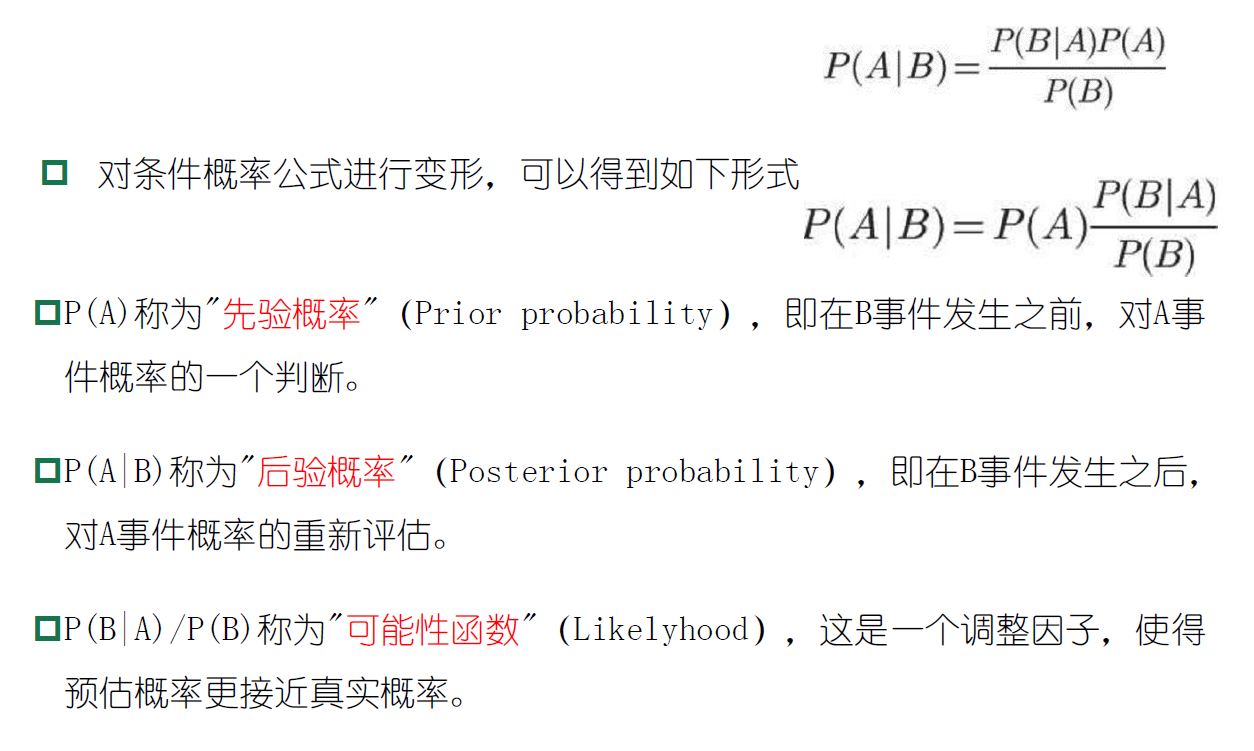 P(A|B)=P(B|A)P(A)/P(B)
对条件概率公式进行变形，可以得到如下形式
P(A|B)=P(A)P(B|A)/P(B)
P(A)称为"先验概率"（Prior probability），即在B事件发生之前，对A事
件概率的一个判断。
P(A|B)称为"后验概率"（Posterior probability），即在B事件发生之后，
对A事件概率的重新评估。
P(B|A)/P(B)称为"可能性函数"（Likelyhood），这是一个调整因子，使得
预估概率更接近真实概率。